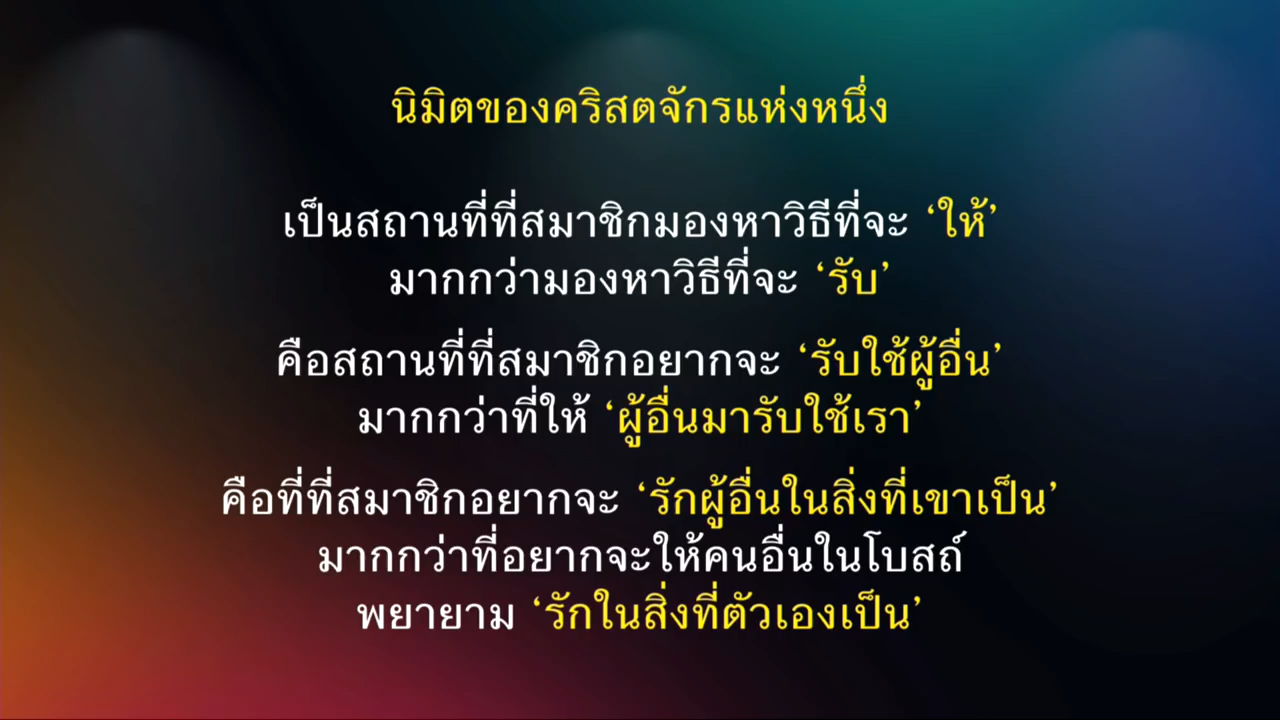 นิมิตของคริสตจักรแห่งหนึ่ง
เป็นสถานที่ที่สมาชิกมองหาวิธีที่จะ ‘ให้’
มากกว่ามองหาวิธีที่จะ ‘รับ’
คือสถานที่ที่สมาชิกอยากจะ ‘รับใช้ผู้อื่น’
มากกว่าที่ให้ ‘ผู้อื่นมารับใช้เรา’
คือที่ที่สมาชิกอยากจะ ‘รักผู้อื่นในสิ่งที่เขาเป็น’
มากกว่าที่อยากจะให้คนอื่นในโบสถ์
พยายาม ‘รักในสิ่งที่ตัวเองเป็น’